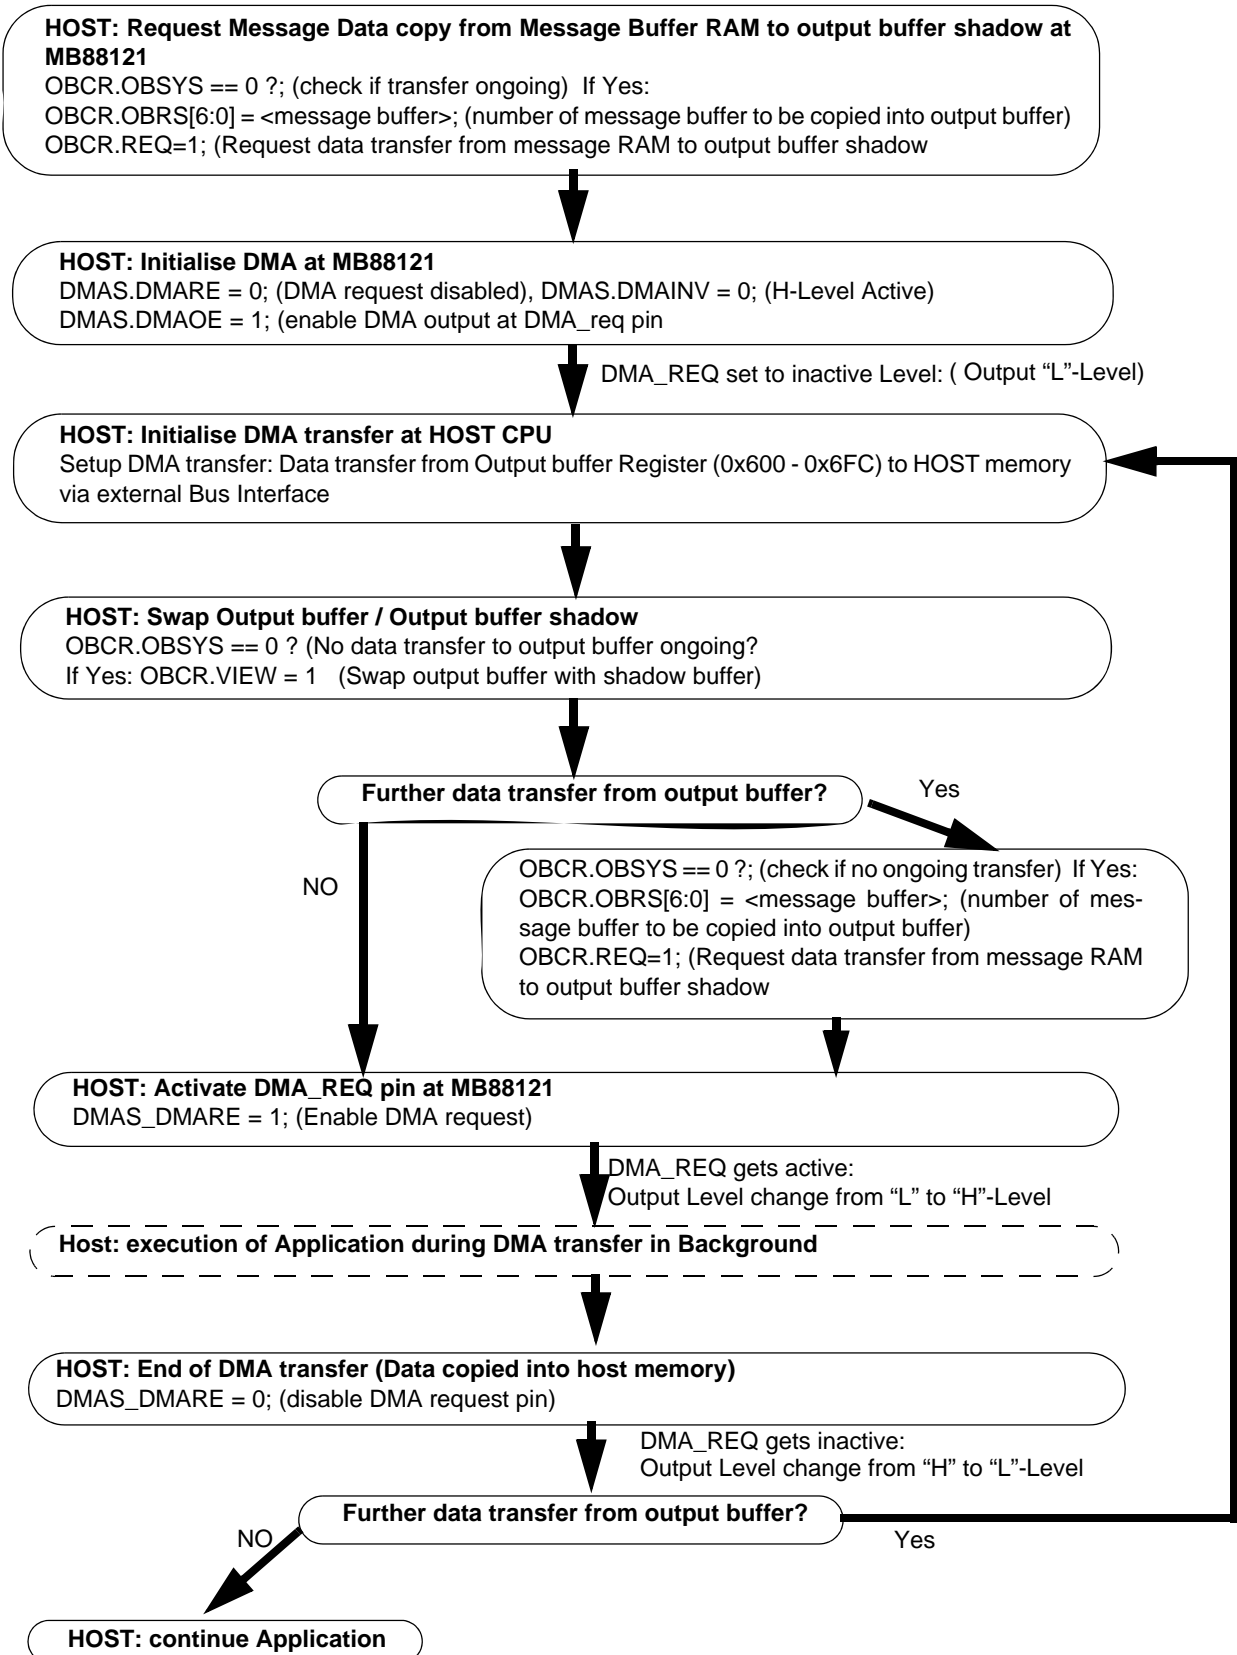 HOST: Request Message Data copy from Message Buffer RAM to output buffer shadow at
MB88121
OBCR.OBSYS == 0 ?; (check if transfer ongoing) If Yes:
OBCR.OBRS[6:0] = <message buffer>; (number of message buffer to be copied into output buffer)
OBCR.REQ=1; (Request data transfer from message RAM to output buffer shadow
HOST: Initialise DMA at MB88121
DMAS.DMARE = 0; (DMA request disabled), DMAS.DMAINV = 0; (H-Level Active)
DMAS.DMAOE = 1; (enable DMA output at DMA_req pin
DMA_REQ set to inactive Level: ( Output “L”-Level)
HOST: Initialise DMA transfer at HOST CPU
Setup DMA transfer: Data transfer from Output buffer Register (0x600 - 0x6FC) to HOST memory
via external Bus Interface
HOST: Swap Output buffer / Output buffer shadow
OBCR.OBSYS == 0 ? (No data transfer to output buffer ongoing?
If Yes: OBCR.VIEW = 1 (Swap output buffer with shadow buffer)
Further data transfer from output buffer?
Yes
NO
OBCR.OBSYS == 0 ?; (check if no ongoing transfer) If Yes:
OBCR.OBRS[6:0] = <message buffer>; (number of mes-
sage buffer to be copied into output buffer)
OBCR.REQ=1; (Request data transfer from message RAM
to output buffer shadow
HOST: Activate DMA_REQ pin at MB88121
DMAS_DMARE = 1; (Enable DMA request)
DMA_REQ gets active:
Output Level change from “L” to “H”-Level
Host: execution of Application during DMA transfer in Background
HOST: End of DMA transfer (Data copied into host memory)
DMAS_DMARE = 0; (disable DMA request pin)
DMA_REQ gets inactive:
Output Level change from “H” to “L”-Level
Further data transfer from output buffer?
NO
Yes
HOST: continue Application